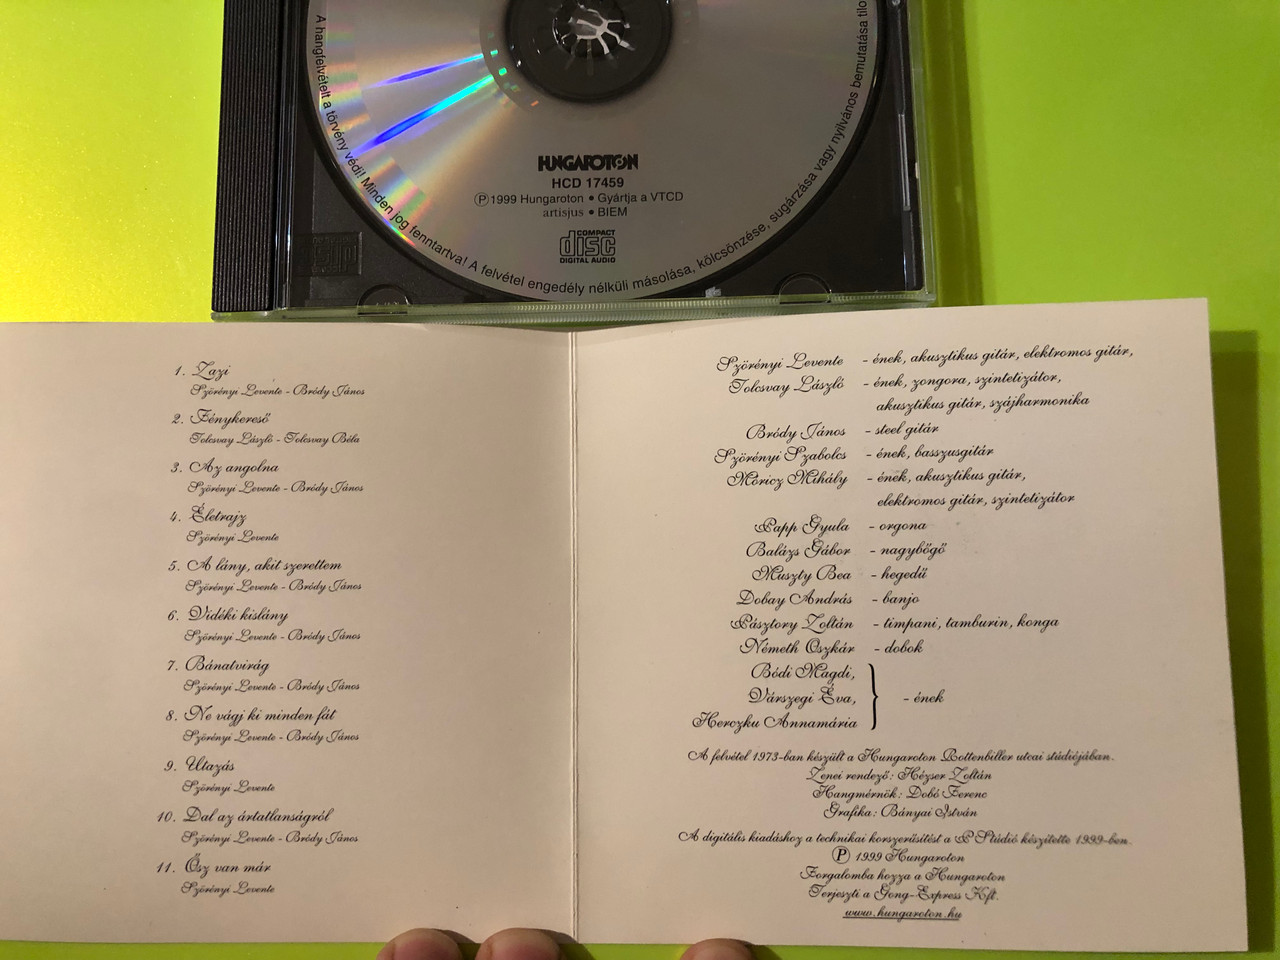 A hangfelvételt a törvény védi! Minden jog fenntartva! A felvétel engedély nélküli másolása, kölcsönzése, sugárzása vagy nyilvános bemutatása
HUNGAROTON
HCD 17459
Ⓟ 1999 Hungaroton • Gyártja a VTCD
artisjus • BIEM
COMPACT
disc
DIGITAL AUDIO
1. Zazi
Szörényi Levente - Bródy János
2. Fénykereső
Tolcsvay László - Tolcsvay Béla
3. Az angolna
Szörényi Levente - Bródy János
4. Életrajz
Szörényi Levente
5. A lány, akit szerettem
Szörényi Levente - Bródy János
6. Vidéki kislány
Szörényi Levente - Bródy János
7. Bánatvirág
Szörényi Levente - Bródy János
8. Ne vágj ki minden fát
Szörényi Levente - Bródy János
9. Utazás
Szörényi Levente
10. Dal az ártatlanságról
Szörényi Levente - Bródy János
11. Ősz van már
Szörényi Levente
Szörényi Levente - ének, akusztikus gitár, elektromos gitár,
Tolcsvay László - ének, zongora, szintetizátor,
akusztikus gitár, szájharmonika
Bródy János - steel gitár
Szörényi Szabolcs - ének, basszusgitár
Móricz Mihály - ének, akusztikus gitár,
elektromos gitár, szintetizátor
Papp Gyula - orgona
Balázs Gábor - nagybőgő
Muszty Bea - hegedű
Dobay András - banjo
Pásztory Zoltán - timpani, tamburin, konga
Németh Oszkár - dobok
Bódi Magdi,
Várszegi Éva, - ének
Herczku Annamária
A felvétel 1973-ban készült a Hungaroton Rottenbiller utcai stúdiójában.
Zenei rendező: Hézser Zoltán
Hangmérnök: Dobó Ferenc
Grafika: Bányai István
A digitális kiadáshoz a technikai korszerűsítést a P Stúdió készítette 1999-ben.
Ⓟ 1999 Hungaroton
Forgalomba hozza a Hungaroton
Terjeszti a Gong-Express Kft.
www.hungaroton.hu